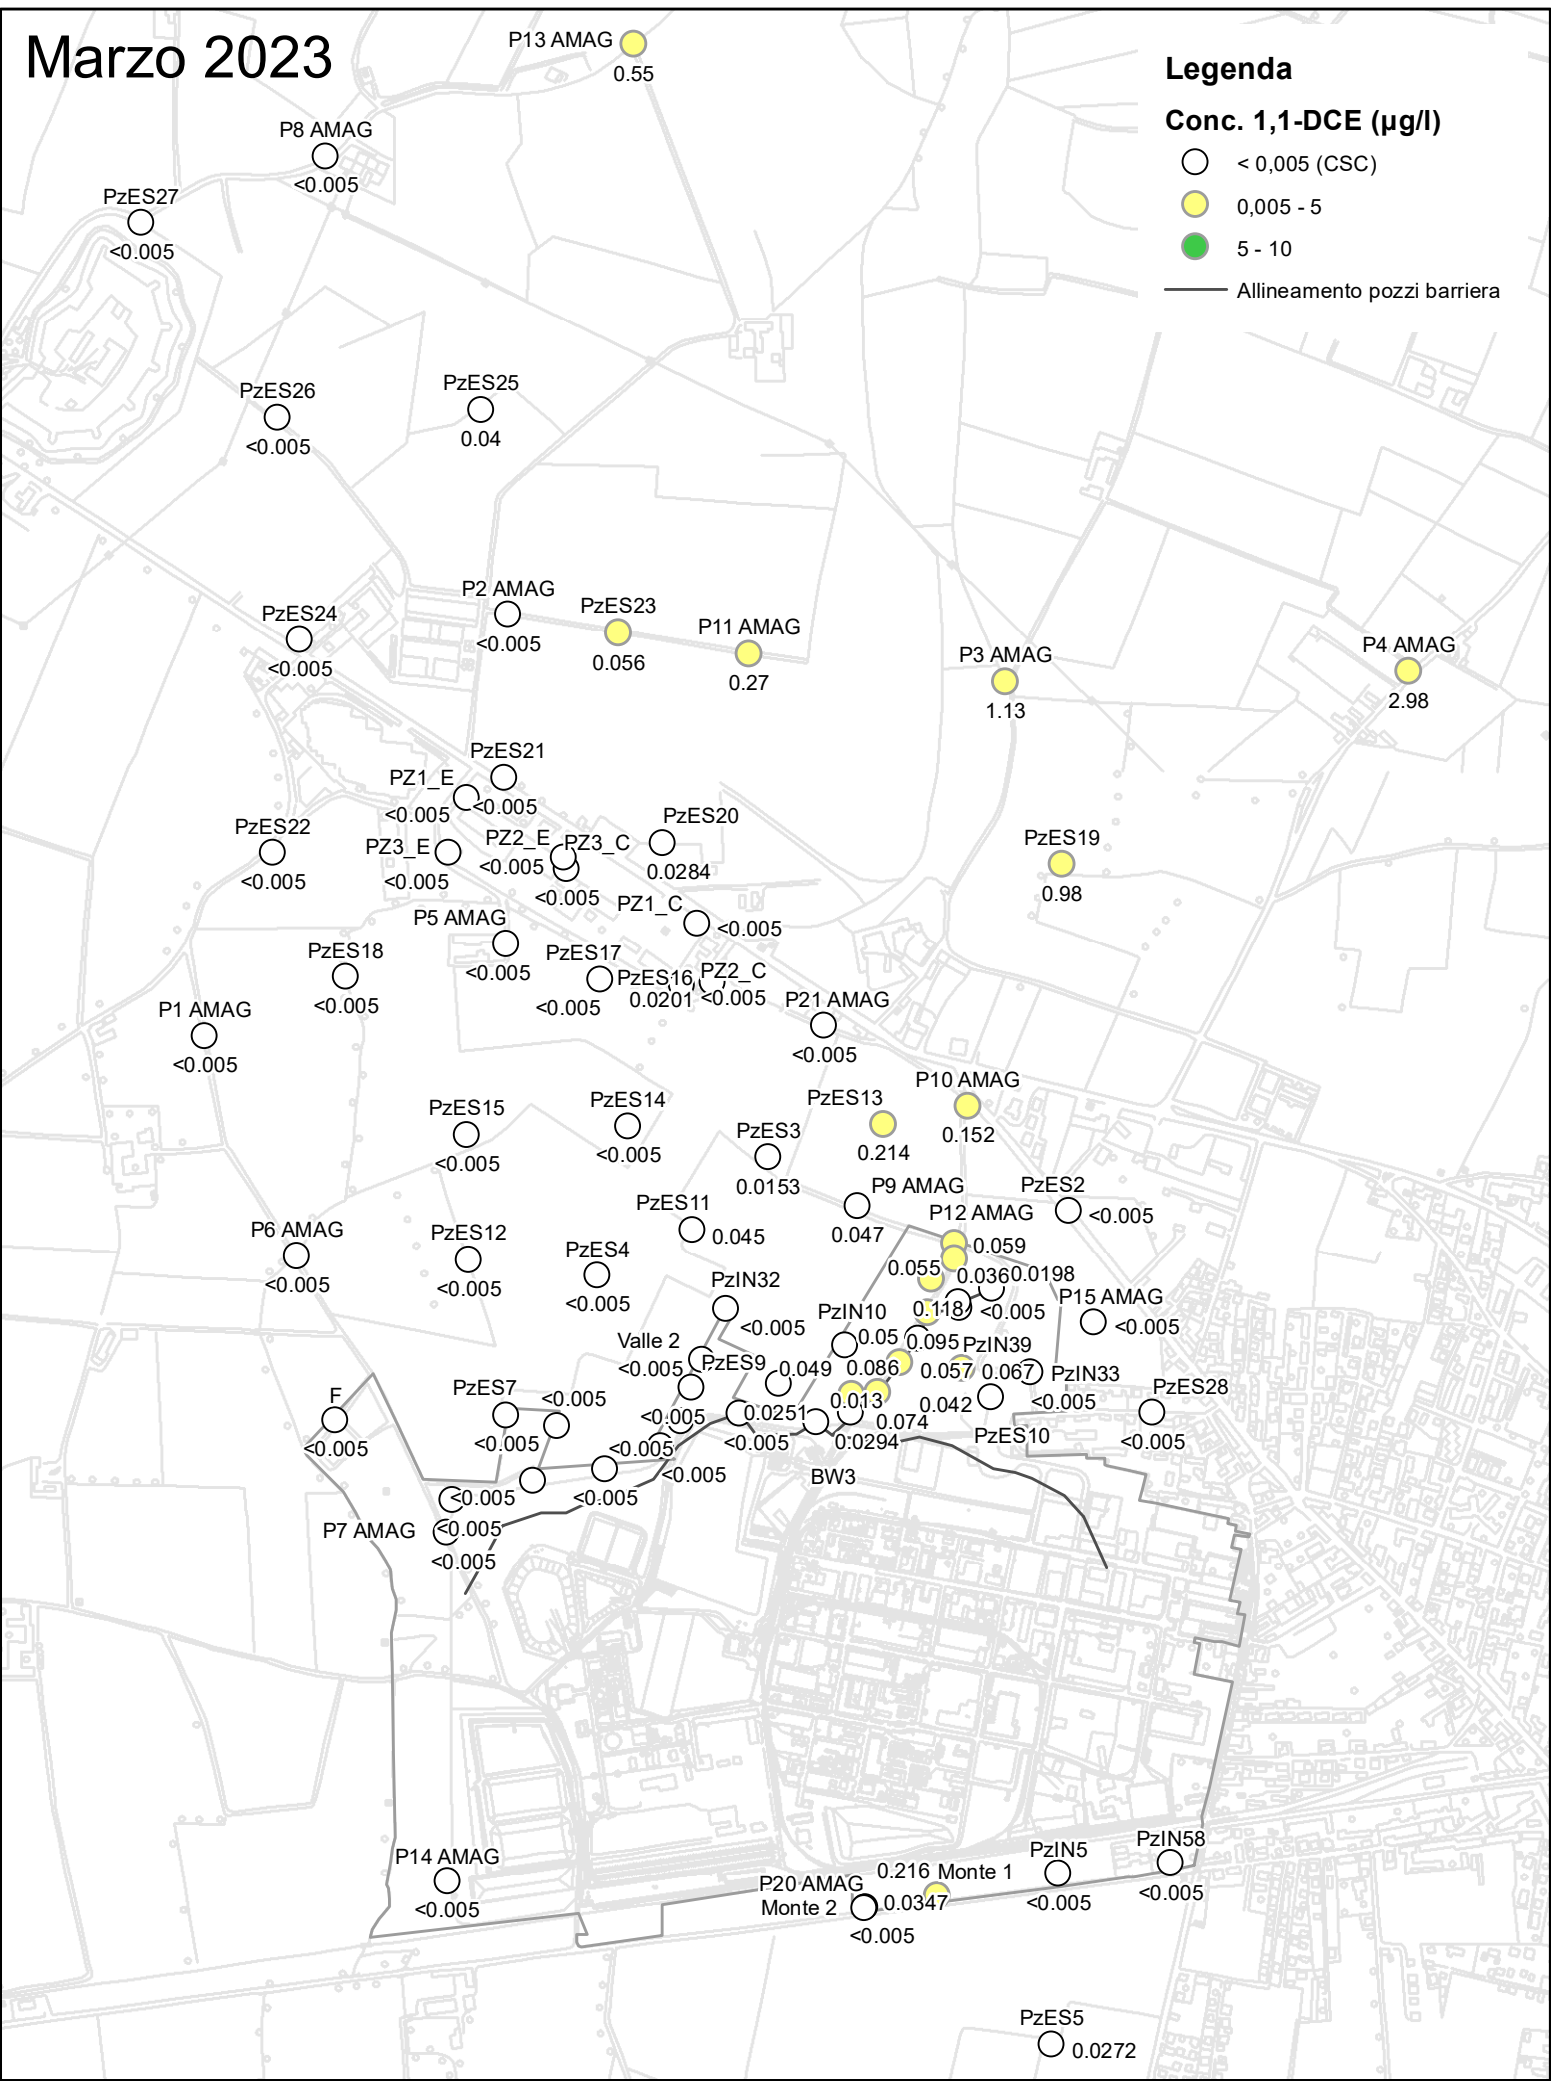 Marzo 2023
P13 AMAG
0.55
Legenda
Conc. 1,1-DCE (µg/l)
< 0,005 (CSC)
0,005 - 5
5 - 10
Allineamento pozzi barriera
P8 AMAG
<0.005
PzES27
<0.005
PzES26
<0.005
PzES25
0.04
P2 AMAG
<0.005
PzES23
0.056
P11 AMAG
0.27
PzES24
<0.005
P3 AMAG
1.13
P4 AMAG
2.98
PzES21
<0.005
PZ1_E
<0.005
PzES22
<0.005
PZ3_E
<0.005
PZ2_E
<0.005
PZ3_C
<0.005
PzES20
0.0284
PzES19
0.98
PZ1_C
<0.005
P5 AMAG
<0.005
PzES18
<0.005
PzES17
<0.005
PzES16
0.0201
PZ2_C
<0.005
P1 AMAG
<0.005
P21 AMAG
<0.005
P10 AMAG
0.152
PzES13
0.214
PzES15
<0.005
PzES14
<0.005
PzES3
0.0153
PzES2
<0.005
P9 AMAG
0.047
P12 AMAG
0.059
PzES11
0.045
P6 AMAG
<0.005
PzES12
<0.005
PzES4
<0.005
0.055
0.036
0.0198
PzIN32
<0.005
PzIN10
0.05
0.118
<0.005
P15 AMAG
<0.005
Valle 2
<0.005
0.095
PzIN39
PzES9
0.049
0.086
0.057
0.067
PzIN33
<0.005
PzES28
<0.005
F
<0.005
PzES7
<0.005
<0.005
<0.005
0.0251
0.013
0.042
0.074
<0.005
0.0294
PzES10
<0.005
<0.005
BW3
<0.005
<0.005
P7 AMAG
<0.005
<0.005
P14 AMAG
<0.005
P20 AMAG
0.216
Monte 1
Monte 2
0.0347
<0.005
PzIN5
<0.005
PzIN58
<0.005
PzES5
0.0272